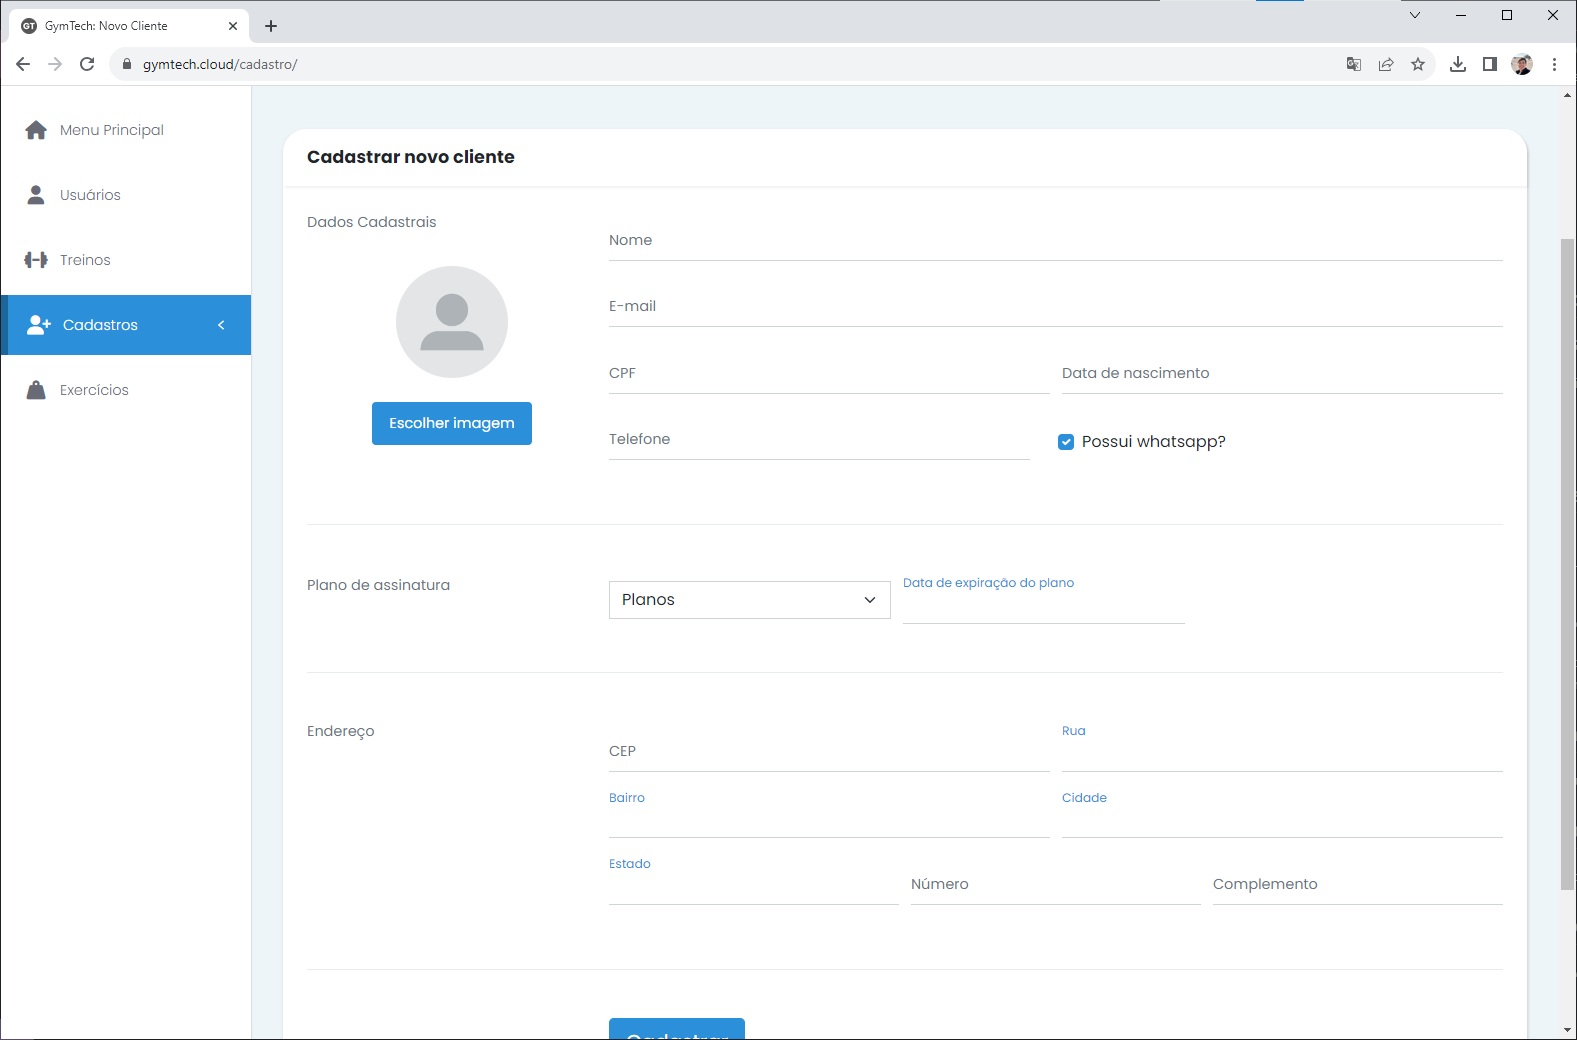 GT GymTech: Novo Cliente
gymtech.cloud/cadastro/
Menu Principal
Usuários
Treinos
Cadastros
Exercícios
Cadastrar novo cliente
Dados Cadastrais
Nome
E-mail
CPF Data de nascimento
Escolher imagem
Telefone Possui whatsapp?
Plano de assinatura
Planos Data de expiração do plano
Endereço
CEP Rua
Bairro Cidade
Estado Número Complemento
Cadastrar